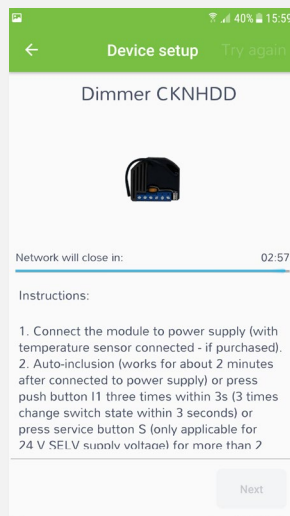 40% 15:59
Device setup Try again
Dimmer CKNHDD
Network will close in: 02:57
Instructions:
1. Connect the module to power supply (with
temperature sensor connected - if purchased).
2. Auto-inclusion (works for about 2 minutes
after connected to power supply) or press
push button I1 three times within 3s (3 times
change switch state within 3 seconds) or
press service button S (only applicable for
24 V SELV supply voltage) for more than 2
Next